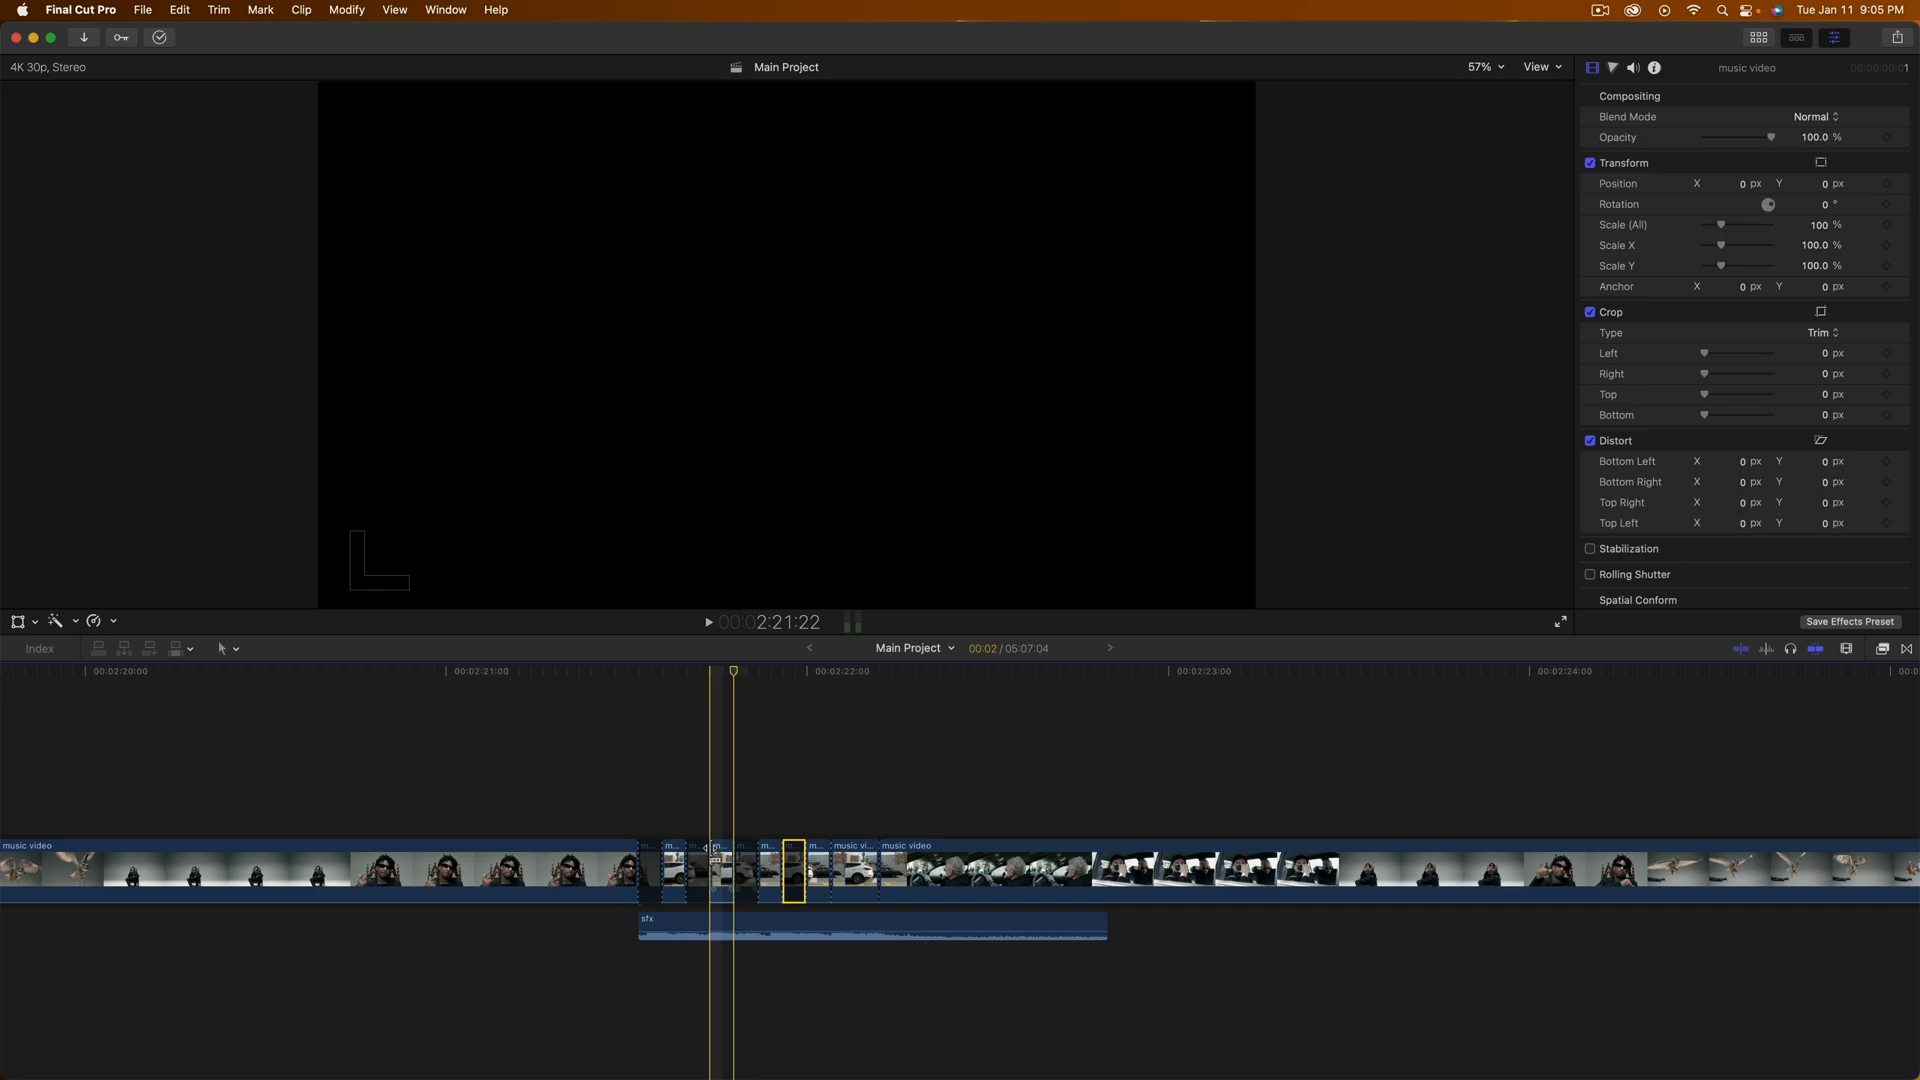 Final Cut Pro File Edit Trim Mark Clip Modify View Window Help Tue Jan 11 9:05 PM
4K 30p, Stereo Main Project 57% View music video 00:00:00:01
Compositing
Blend Mode Normal
Opacity 100.0 %
Transform
Position X 0 px Y 0 px
Rotation 0 °
Scale (All) 100 %
Scale X 100.0 %
Scale Y 100.0 %
Anchor X 0 px Y 0 px
Crop
Type Trim
Left 0 px
Right 0 px
Top 0 px
Bottom 0 px
Distort
Bottom Left X 0 px Y 0 px
Bottom Right X 0 px Y 0 px
Top Right X 0 px Y 0 px
Top Left X 0 px Y 0 px
Stabilization
Rolling Shutter
Spatial Conform
00:02:21:22 Save Effects Preset
Index Main Project 00:02 / 05:07:04
00:02:20:00 00:02:21:00 00:02:22:00 00:02:23:00 00:02:24:00 00:0
music video m... m... m... m... m... m... m... music vi... music video
sfx